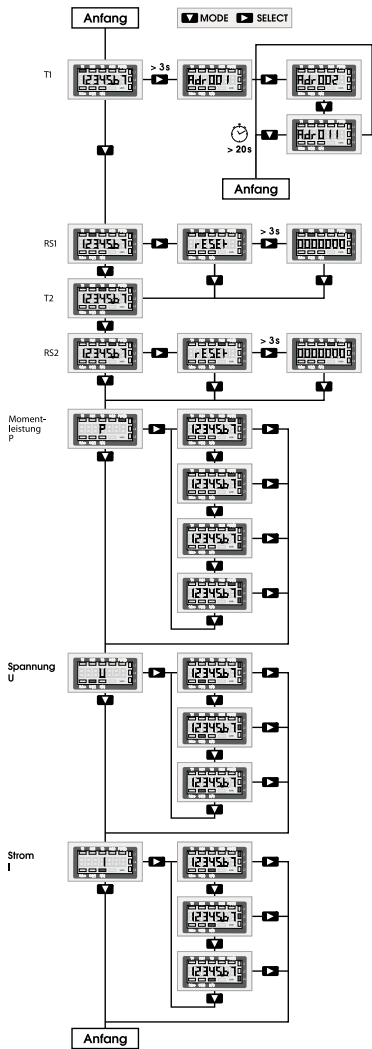 Anfang
MODE SELECT
T1
1234567
> 3s
Adr 001
Adr 002
Adr 011
> 20s
Anfang
RS1
1234567
rESEt
> 3s
0000000
T2
1234567
RS2
1234567
rESEt
> 3s
0000000
Moment-
leistung
P
P
1234567
1234567
1234567
1234567
Spannung
U
U
1234567
1234567
1234567
Strom
I
I
1234567
1234567
1234567
Anfang